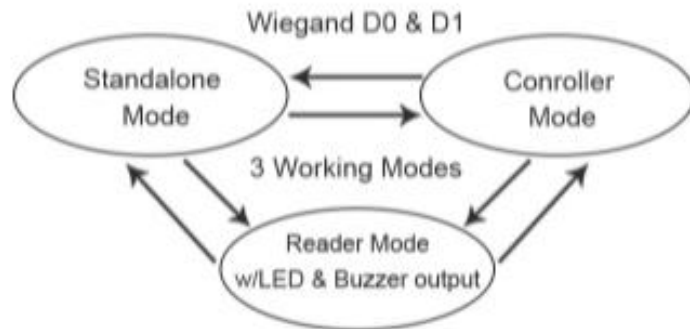 Wiegand D0 & D1
Standalone
Mode
Conroller
Mode
3 Working Modes
Reader Mode
w/LED & Buzzer output